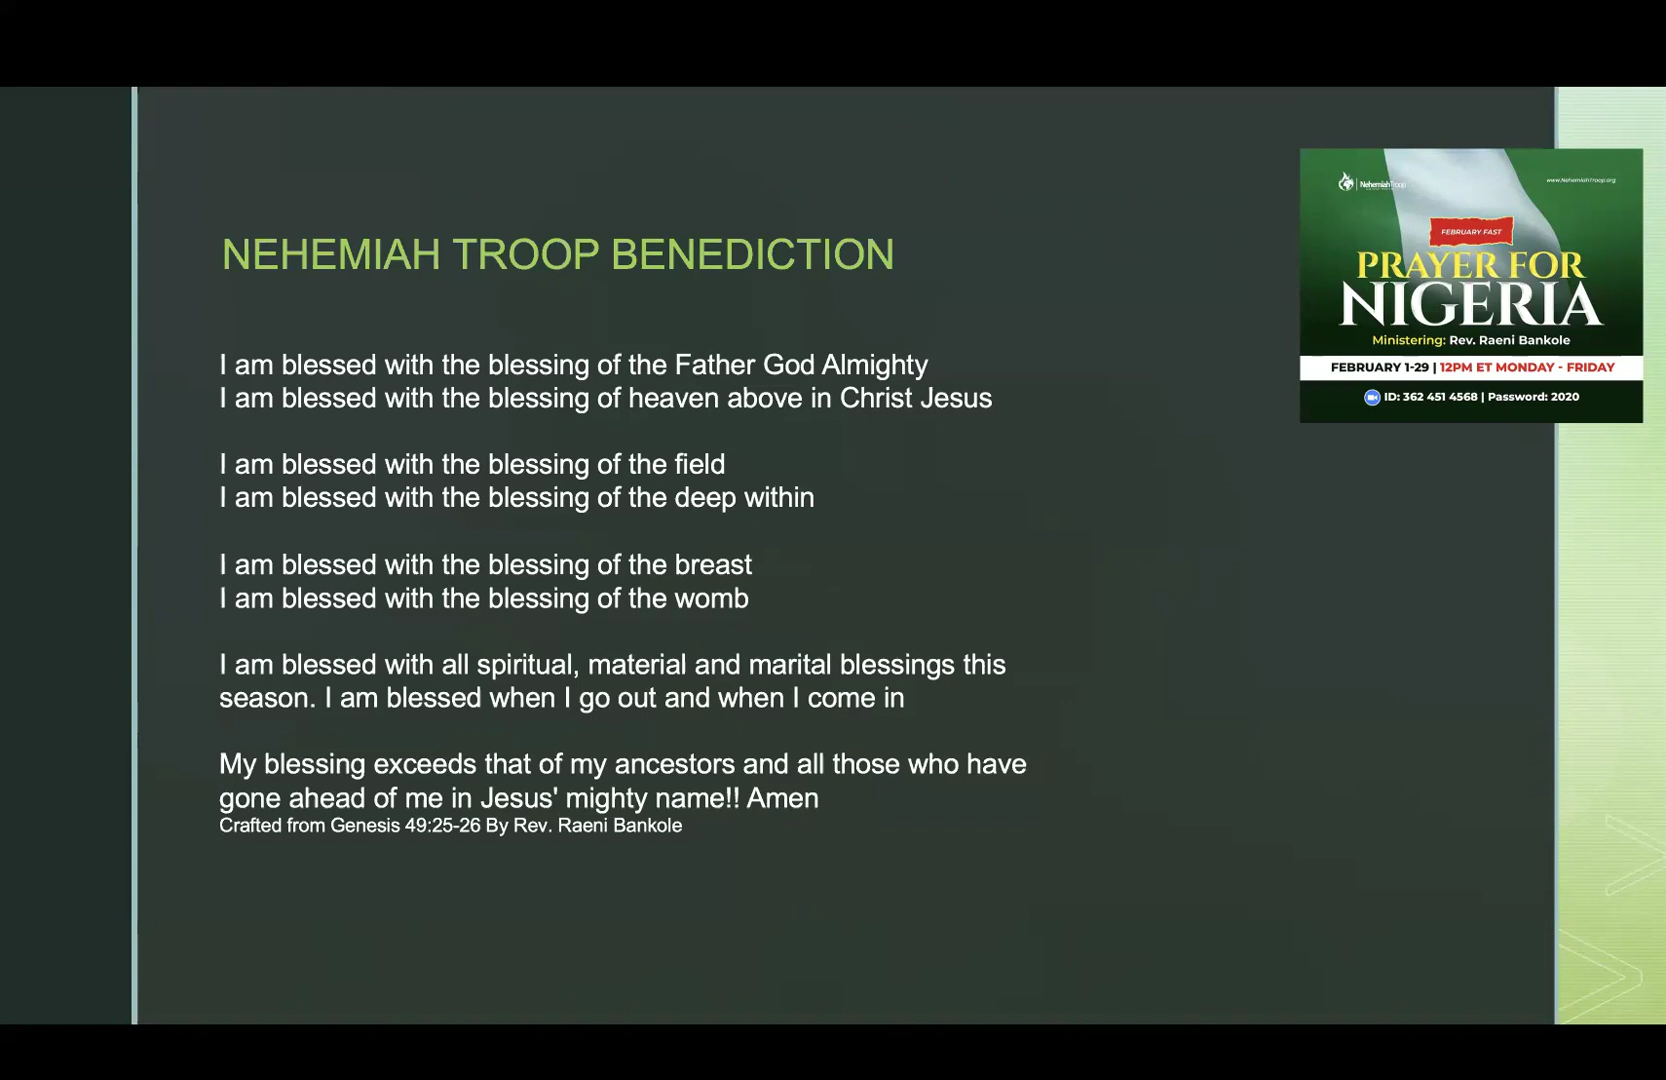 NEHEMIAH TROOP BENEDICTION
I am blessed with the blessing of the Father God Almighty
I am blessed with the blessing of heaven above in Christ Jesus
I am blessed with the blessing of the field
I am blessed with the blessing of the deep within
I am blessed with the blessing of the breast
I am blessed with the blessing of the womb
I am blessed with all spiritual, material and marital blessings this
season. I am blessed when I go out and when I come in
My blessing exceeds that of my ancestors and all those who have
gone ahead of me in Jesus' mighty name!! Amen
Crafted from Genesis 49:25-26 By Rev. Raeni Bankole
NehemiahTroop
www.NehemiahTroop.org
FEBRUARY FAST
PRAYER FOR
NIGERIA
Ministering: Rev. Raeni Bankole
FEBRUARY 1-29 | 12PM ET MONDAY - FRIDAY
ID: 362 451 4568 | Password: 2020